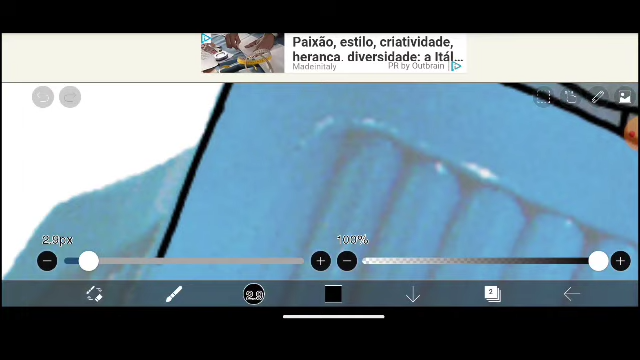 Paixão, estilo, criatividade,
herança, diversidade: a Itál...
Madeinitaly
PR by Outbrain
2.9px
100%
2.9
2